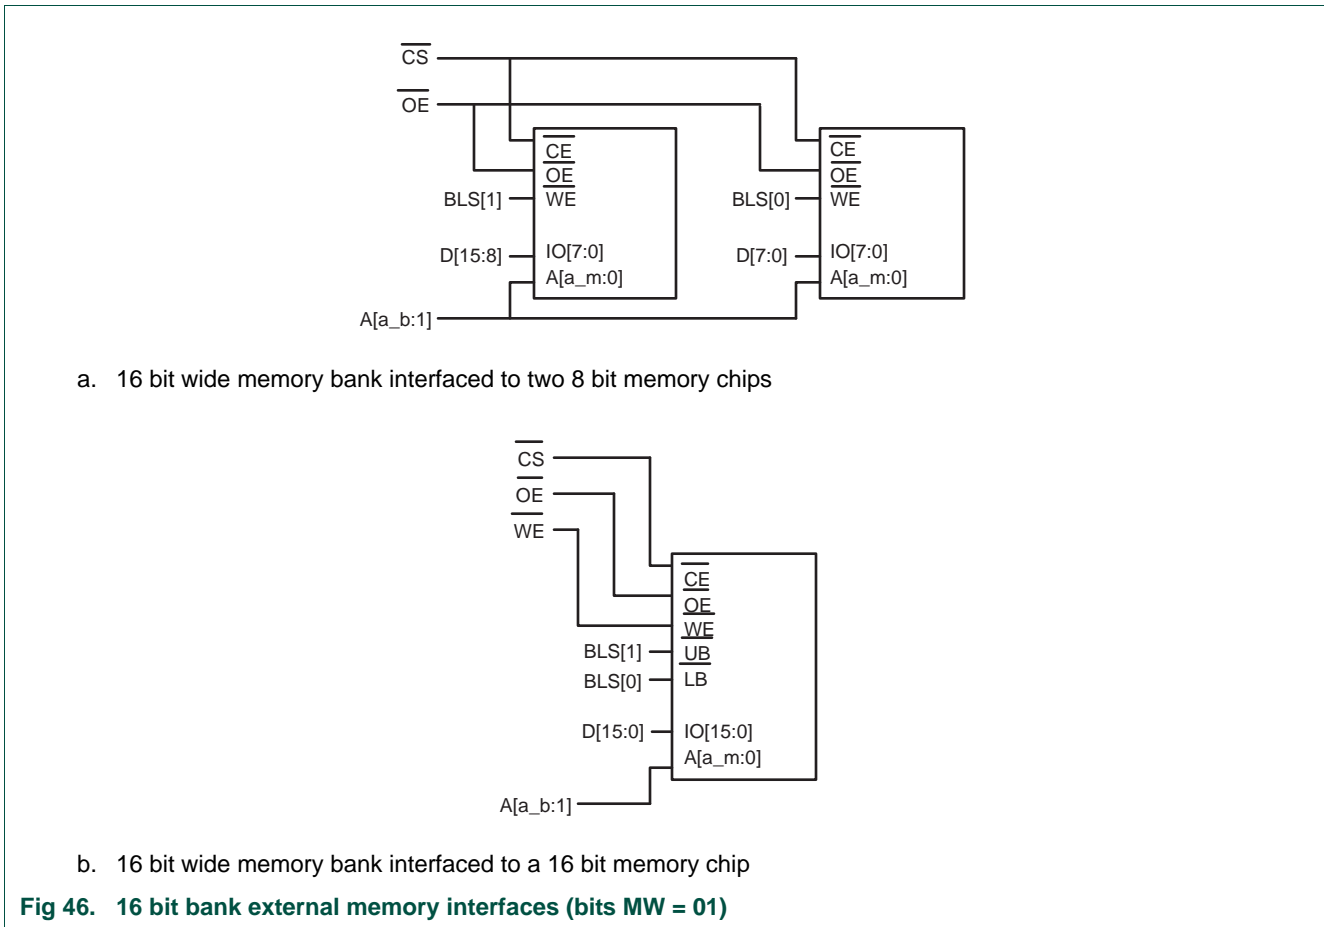 CS
OE
CE
OE
BLS[1] WE
D[15:8] IO[7:0]
A[a_m:0]
CE
OE
BLS[0] WE
D[7:0] IO[7:0]
A[a_m:0]
A[a_b:1]
a. 16 bit wide memory bank interfaced to two 8 bit memory chips
CS
OE
WE
CE
OE
WE
BLS[1] UB
BLS[0] LB
D[15:0] IO[15:0]
A[a_m:0]
A[a_b:1]
b. 16 bit wide memory bank interfaced to a 16 bit memory chip
Fig 46. 16 bit bank external memory interfaces (bits MW = 01)